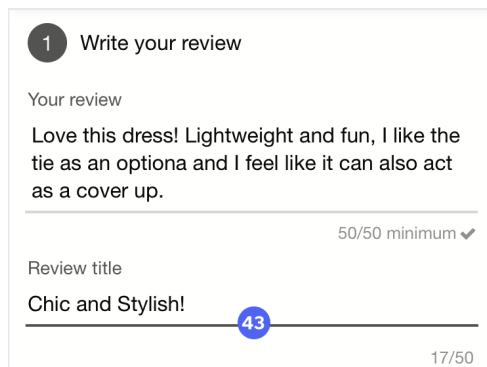 1 Write your review
Your review
Love this dress! Lightweight and fun, I like the
tie as an optiona and I feel like it can also act
as a cover up.
50/50 minimum ✔
Review title
Chic and Stylish!
43
17/50